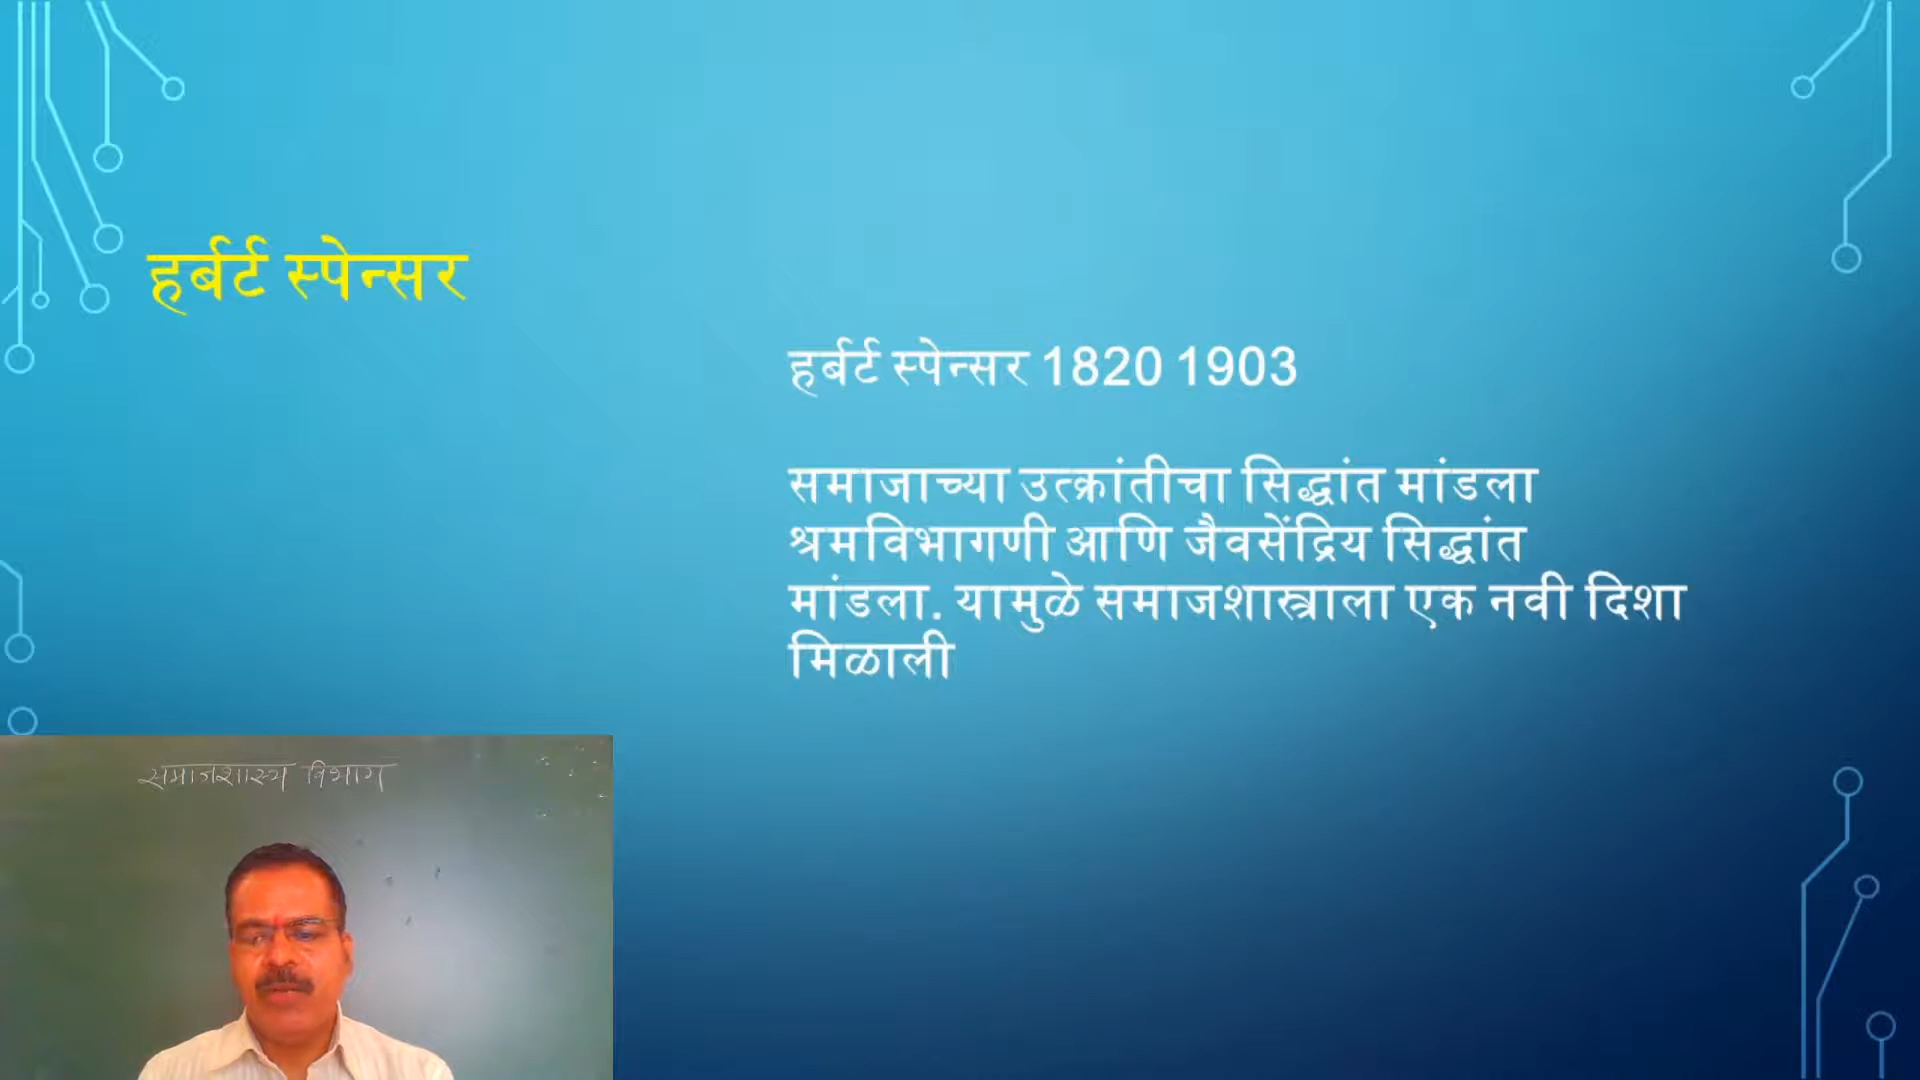 हर्बर्ट स्पेन्सर
हर्बर्ट स्पेन्सर 1820 1903
समाजाच्या उत्क्रांतीचा सिद्धांत मांडला
श्रमविभागणी आणि जैवसेंद्रिय सिद्धांत
मांडला. यामुळे समाजशास्त्राला एक नवी दिशा
मिळाली
समाजशास्त्र विभाग